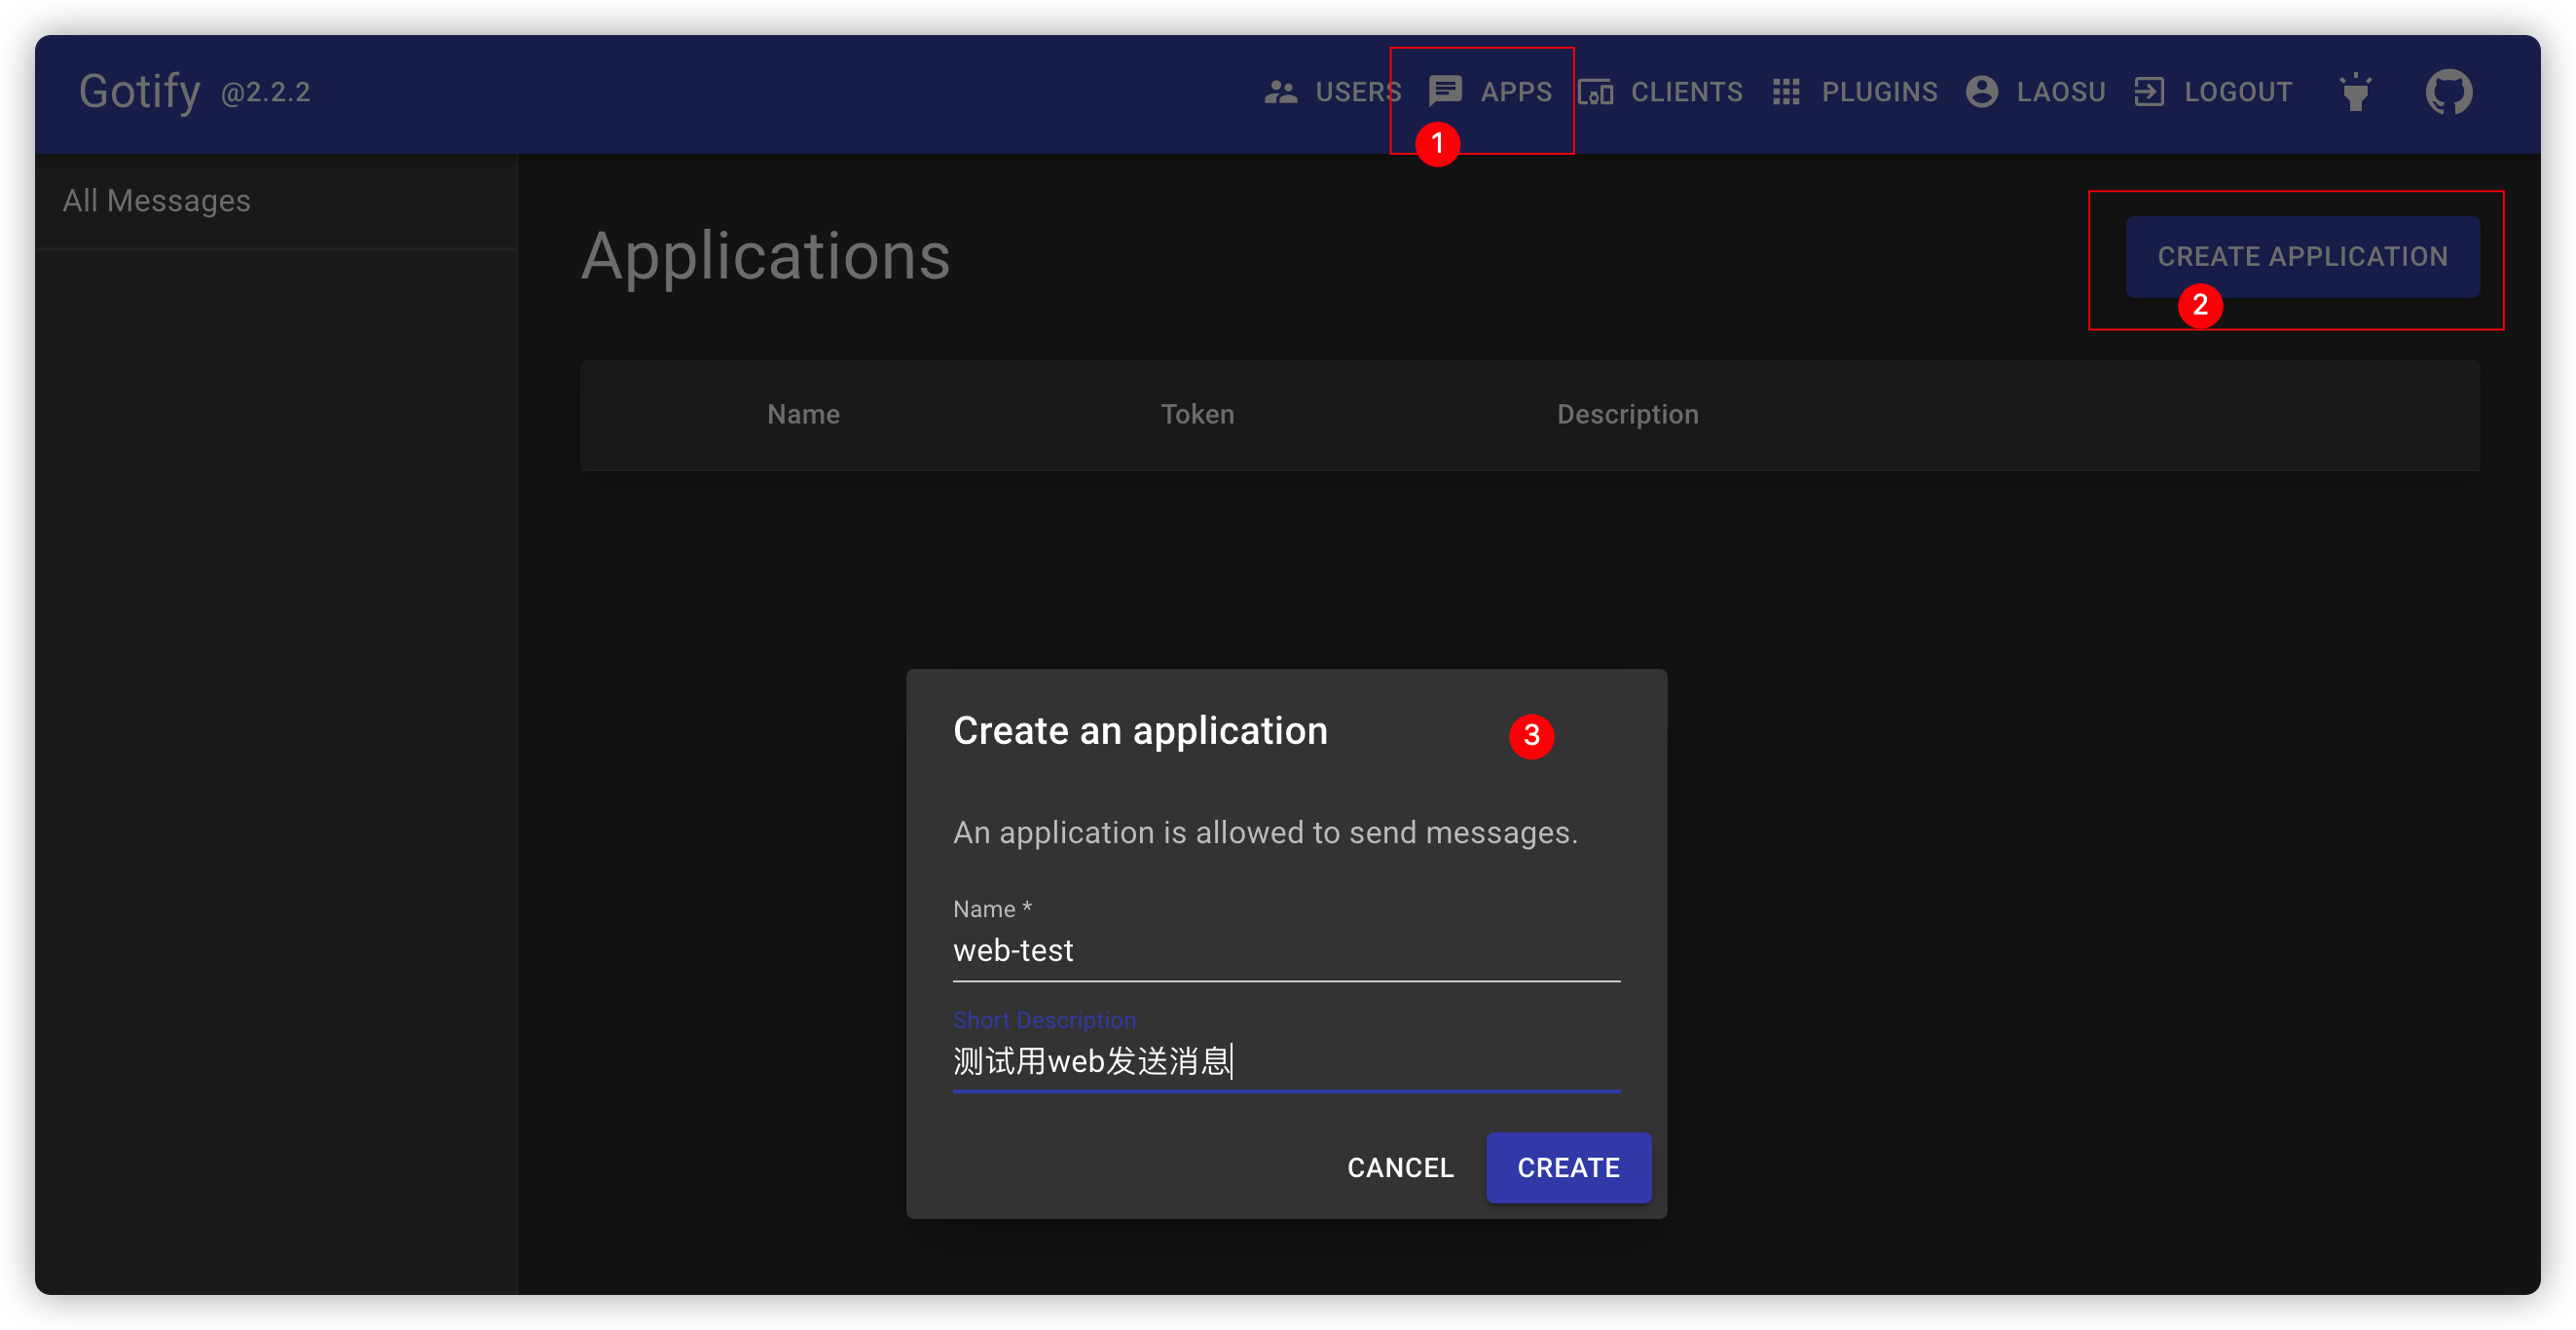 Gotify @2.2.2 USERS APPS CLIENTS PLUGINS LAOSU LOGOUT
1
All Messages
Applications
CREATE APPLICATION
2
Name Token Description
Create an application
3
An application is allowed to send messages.
Name *
web-test
Short Description
测试用web发送消息
CANCEL CREATE